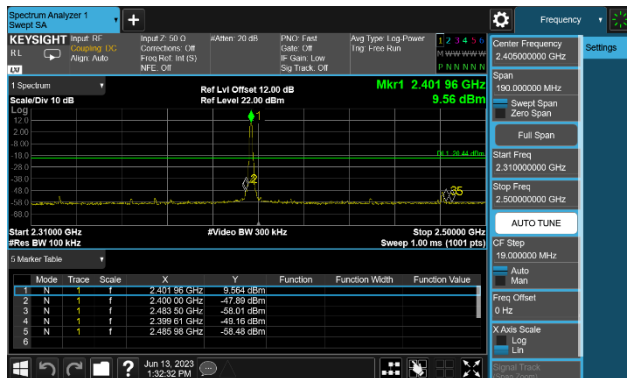 Spectrum Analyzer 1
Swept SA
Frequency
KEYSIGHT
RL
Input: RF
Coupling: DC
Align: Auto
Input Z: 50 Ω
Corrections: Off
Freq Ref: Int (S)
NFE: Off
#Atten: 20 dB
PNO: Fast
Gate: Off
IF Gain: Low
Sig Track: Off
Avg Type: Log-Power
Trig: Free Run
1 2 3 4 5 6
M W W W W W
P N N N N N
LXI
1 Spectrum
Scale/Div 10 dB
Ref Lvl Offset 12.00 dB
Ref Level 22.00 dBm
Mkr1 2.401 96 GHz
9.56 dBm
Log
12.0
2.00
-8.00
-18.0
-28.0
-38.0
-48.0
-58.0
-68.0
1
2
35
Start 2.31000 GHz
#Res BW 100 kHz
#Video BW 300 kHz
Stop 2.50000 GHz
Sweep 1.00 ms (1001 pts)
5 Marker Table
Mode Trace Scale X Y Function Function Width Function Value
1 N 1 f 2.401 96 GHz 9.564 dBm
2 N 1 f 2.400 00 GHz -47.89 dBm
3 N 1 f 2.483 50 GHz -58.01 dBm
4 N 1 f 2.399 61 GHz -49.16 dBm
5 N 1 f 2.485 98 GHz -58.48 dBm
6
Jun 13, 2023
1:32:32 PM
Center Frequency
2.405000000 GHz
Span
190.000000 MHz
Swept Span
Zero Span
Full Span
Start Freq
2.310000000 GHz
Stop Freq
2.500000000 GHz
AUTO TUNE
CF Step
19.000000 MHz
Auto
Man
Freq Offset
0 Hz
X Axis Scale
Log
Lin
Signal Track
(Span Zoom)
Settings